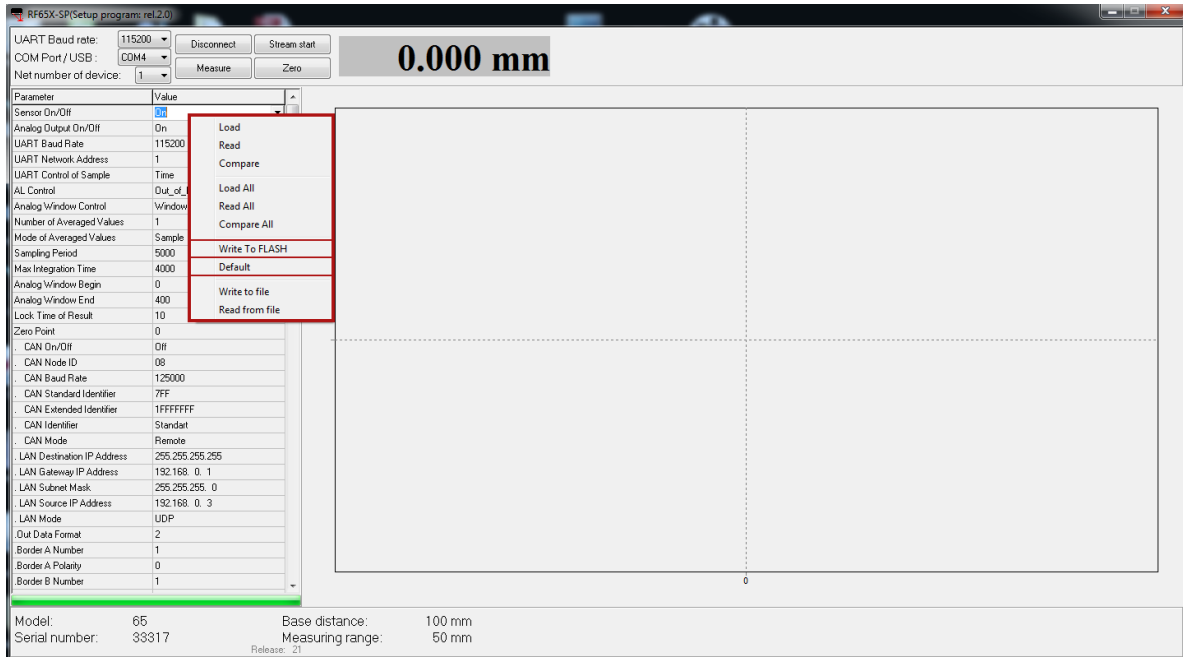 RF65X-SP(Setup program: rel.2.0)
UART Baud rate: 115200 Disconnect Stream start
COM Port / USB : COM4
Net number of device: 1 Measure Zero
0.000 mm
Parameter Value
Sensor On/Off On
Analog Output On/Off On
UART Baud Rate 115200
UART Network Address 1
UART Control of Sample Time
AL Control Out_of_
Analog Window Control Window
Number of Averaged Values 1
Mode of Averaged Values Sample
Sampling Period 5000
Max Integration Time 4000
Analog Window Begin 0
Analog Window End 400
Lock Time of Result 10
Zero Point 0
. CAN On/Off Off
. CAN Node ID 08
. CAN Baud Rate 125000
. CAN Standard Identifier 7FF
. CAN Extended Identifier 1FFFFFFF
. CAN Identifier Standart
. CAN Mode Remote
. LAN Destination IP Address 255.255.255.255
. LAN Gateway IP Address 192.168. 0. 1
. LAN Subnet Mask 255.255.255. 0
. LAN Source IP Address 192.168. 0. 3
. LAN Mode UDP
.Out Data Format 2
.Border A Number 1
.Border A Polarity 0
.Border B Number 1
Load
Read
Compare
Load All
Read All
Compare All
Write To FLASH
Default
Write to file
Read from file
0
Model: 65 Base distance: 100 mm
Serial number: 33317 Measuring range: 50 mm
Release: 21